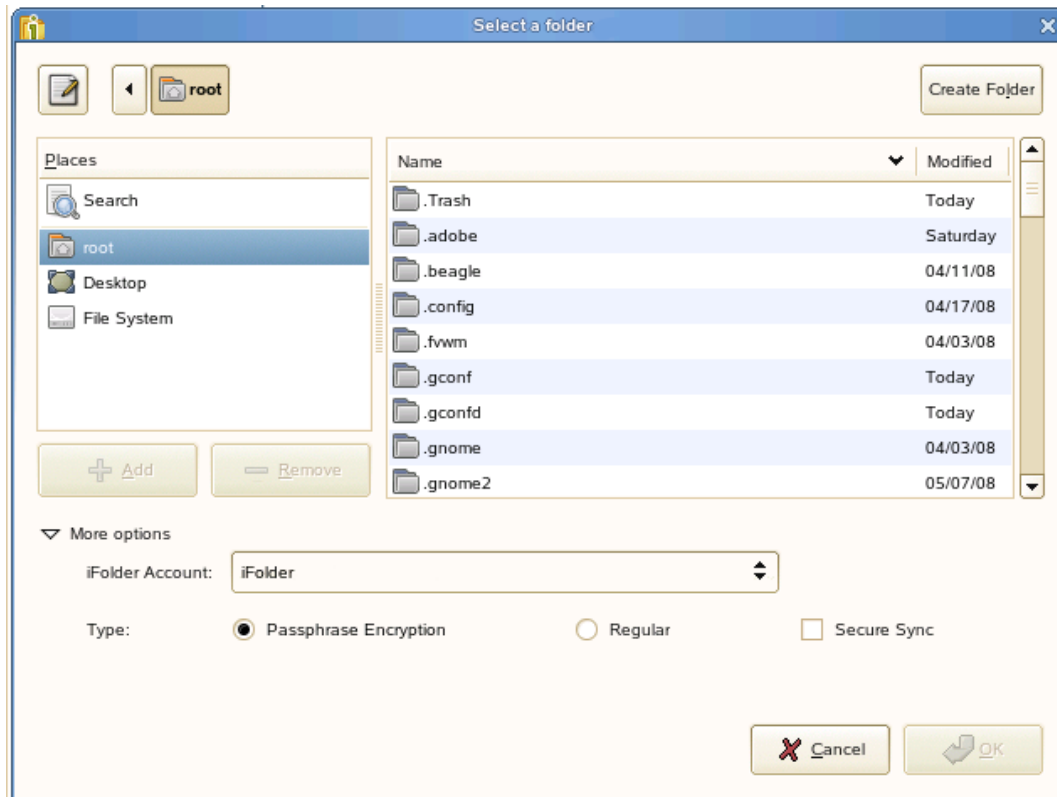 Select a folder
root
Create Folder
Places
Search
root
Desktop
File System
Add
Remove
Name Modified
.Trash Today
.adobe Saturday
.beagle 04/11/08
.config 04/17/08
.fvwm 04/03/08
.gconf Today
.gconfd Today
.gnome 04/03/08
.gnome2 05/07/08
More options
iFolder Account: iFolder
Type: Passphrase Encryption Regular Secure Sync
Cancel OK